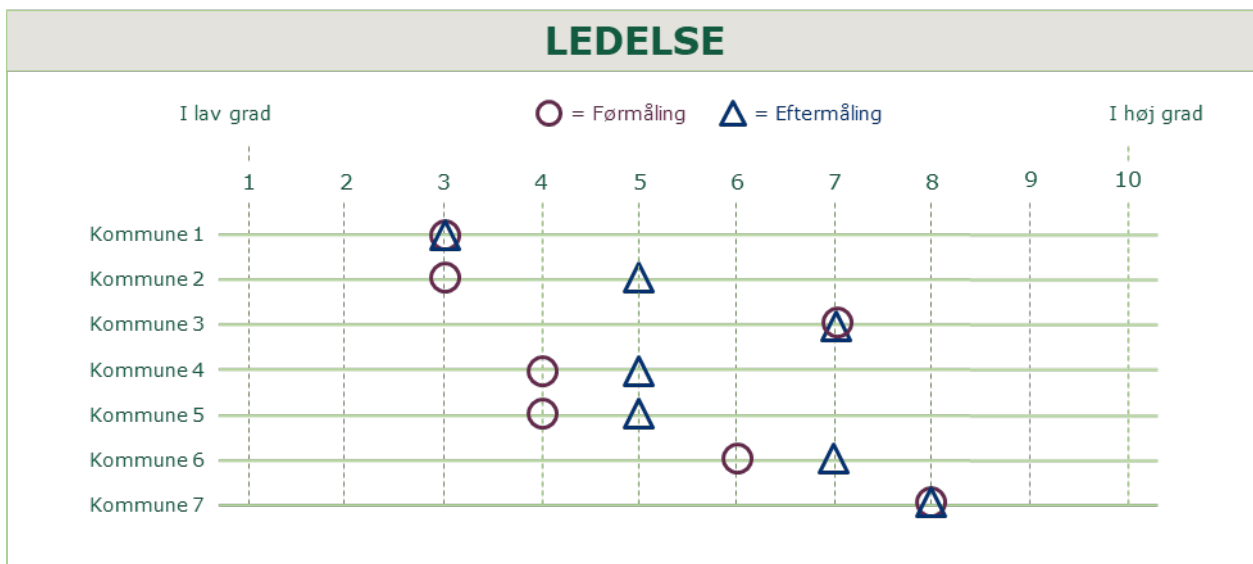 LEDELSE
I lav grad = Førmåling = Eftermåling I høj grad
1 2 3 4 5 6 7 8 9 10
Kommune 1
Kommune 2
Kommune 3
Kommune 4
Kommune 5
Kommune 6
Kommune 7